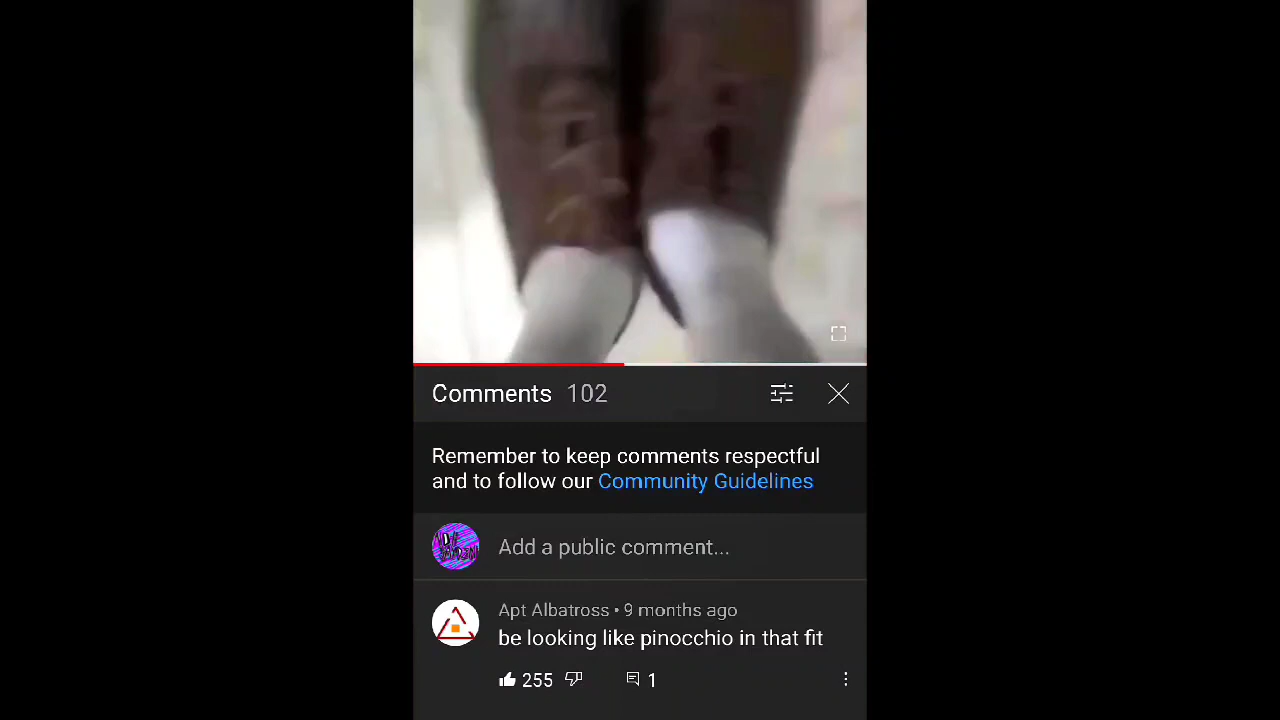 Comments 102
Remember to keep comments respectful
and to follow our Community Guidelines
Add a public comment...
Apt Albatross • 9 months ago
be looking like pinocchio in that fit
255 1